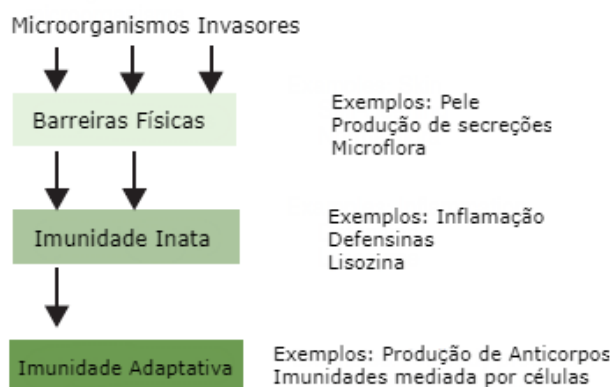 Microorganismos Invasores
Barreiras Físicas
Exemplos: Pele
Produção de secreções
Microflora
Imunidade Inata
Exemplos: Inflamação
Defensinas
Lisozina
Imunidade Adaptativa
Exemplos: Produção de Anticorpos
Imunidades mediada por células